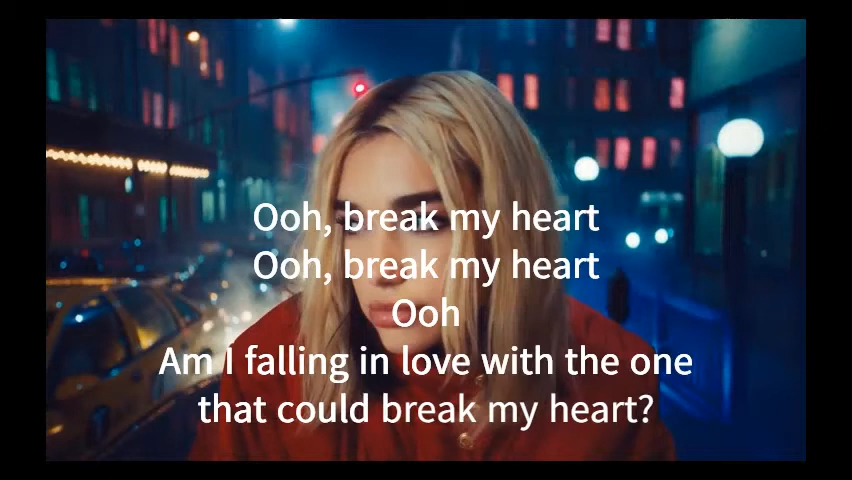 Ooh, break my heart
Ooh, break my heart
Ooh
Am I falling in love with the one
that could break my heart?